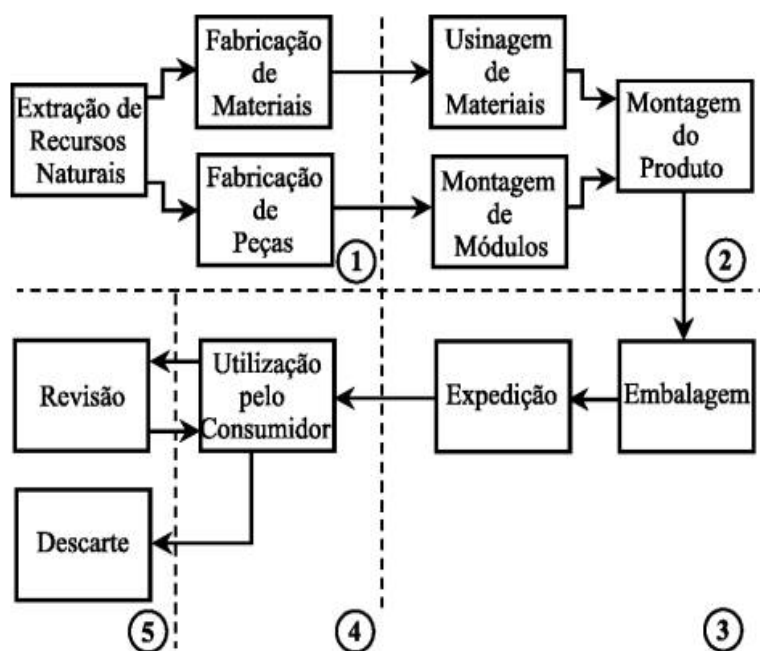 Extração de
Recursos
Naturais
Fabricação
de
Materiais
Fabricação
de
Peças
1
Usinagem
de
Materiais
Montagem
de
Módulos
Montagem
do
Produto
2
Embalagem
Expedição
3
Utilização
pelo
Consumidor
4
Revisão
Descarte
5